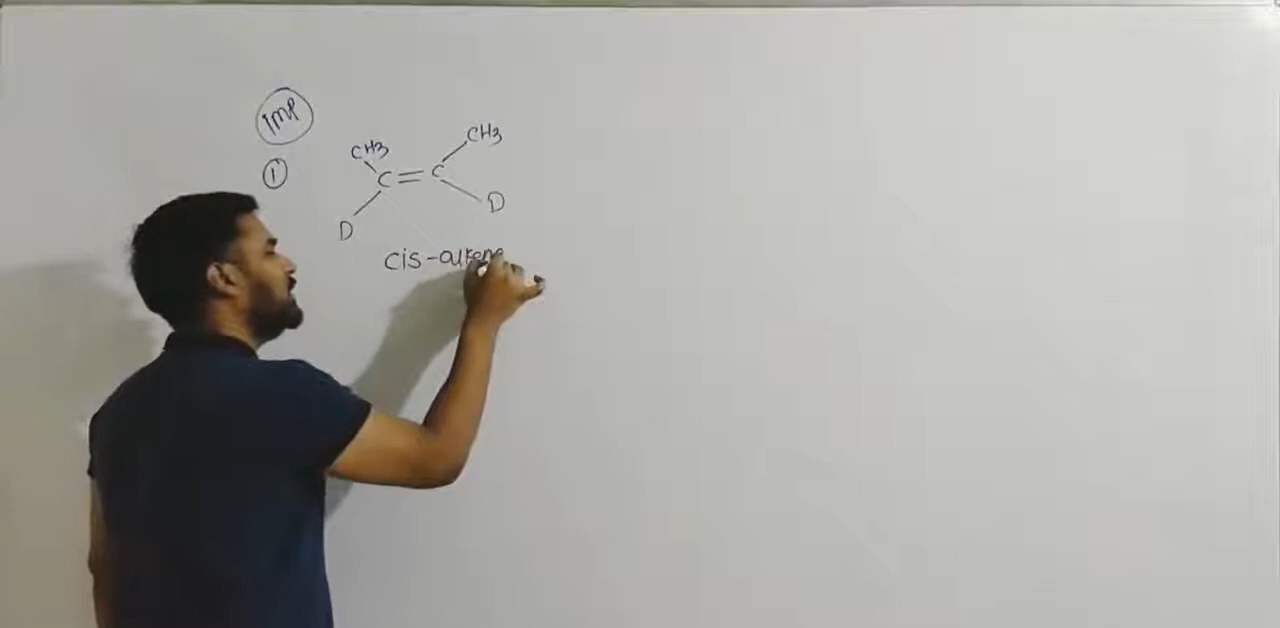 IMP
1
CH3 CH3
C=C
D D
cis-alkene